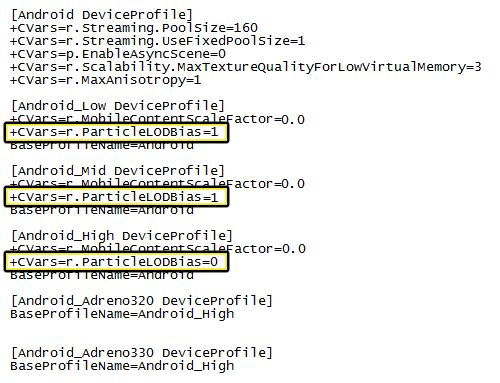 [Android DeviceProfile]
+CVars=r.Streaming.PoolSize=160
+CVars=r.Streaming.UseFixedPoolSize=1
+CVars=p.EnableAsyncScene=0
+CVars=r.Scalability.MaxTextureQualityForLowVirtualMemory=3
+CVars=r.MaxAnisotropy=1
[Android_Low DeviceProfile]
+CVars=r.MobileContentScaleFactor=0.0
+CVars=r.ParticleLODBias=1
BaseProfileName=Android
[Android_Mid DeviceProfile]
+CVars=r.MobileContentScaleFactor=0.0
+CVars=r.ParticleLODBias=1
BaseProfileName=Android
[Android_High DeviceProfile]
+CVars=r.MobileContentScaleFactor=0.0
+CVars=r.ParticleLODBias=0
BaseProfileName=Android
[Android_Adreno320 DeviceProfile]
BaseProfileName=Android_High
[Android_Adreno330 DeviceProfile]
BaseProfileName=Android_High